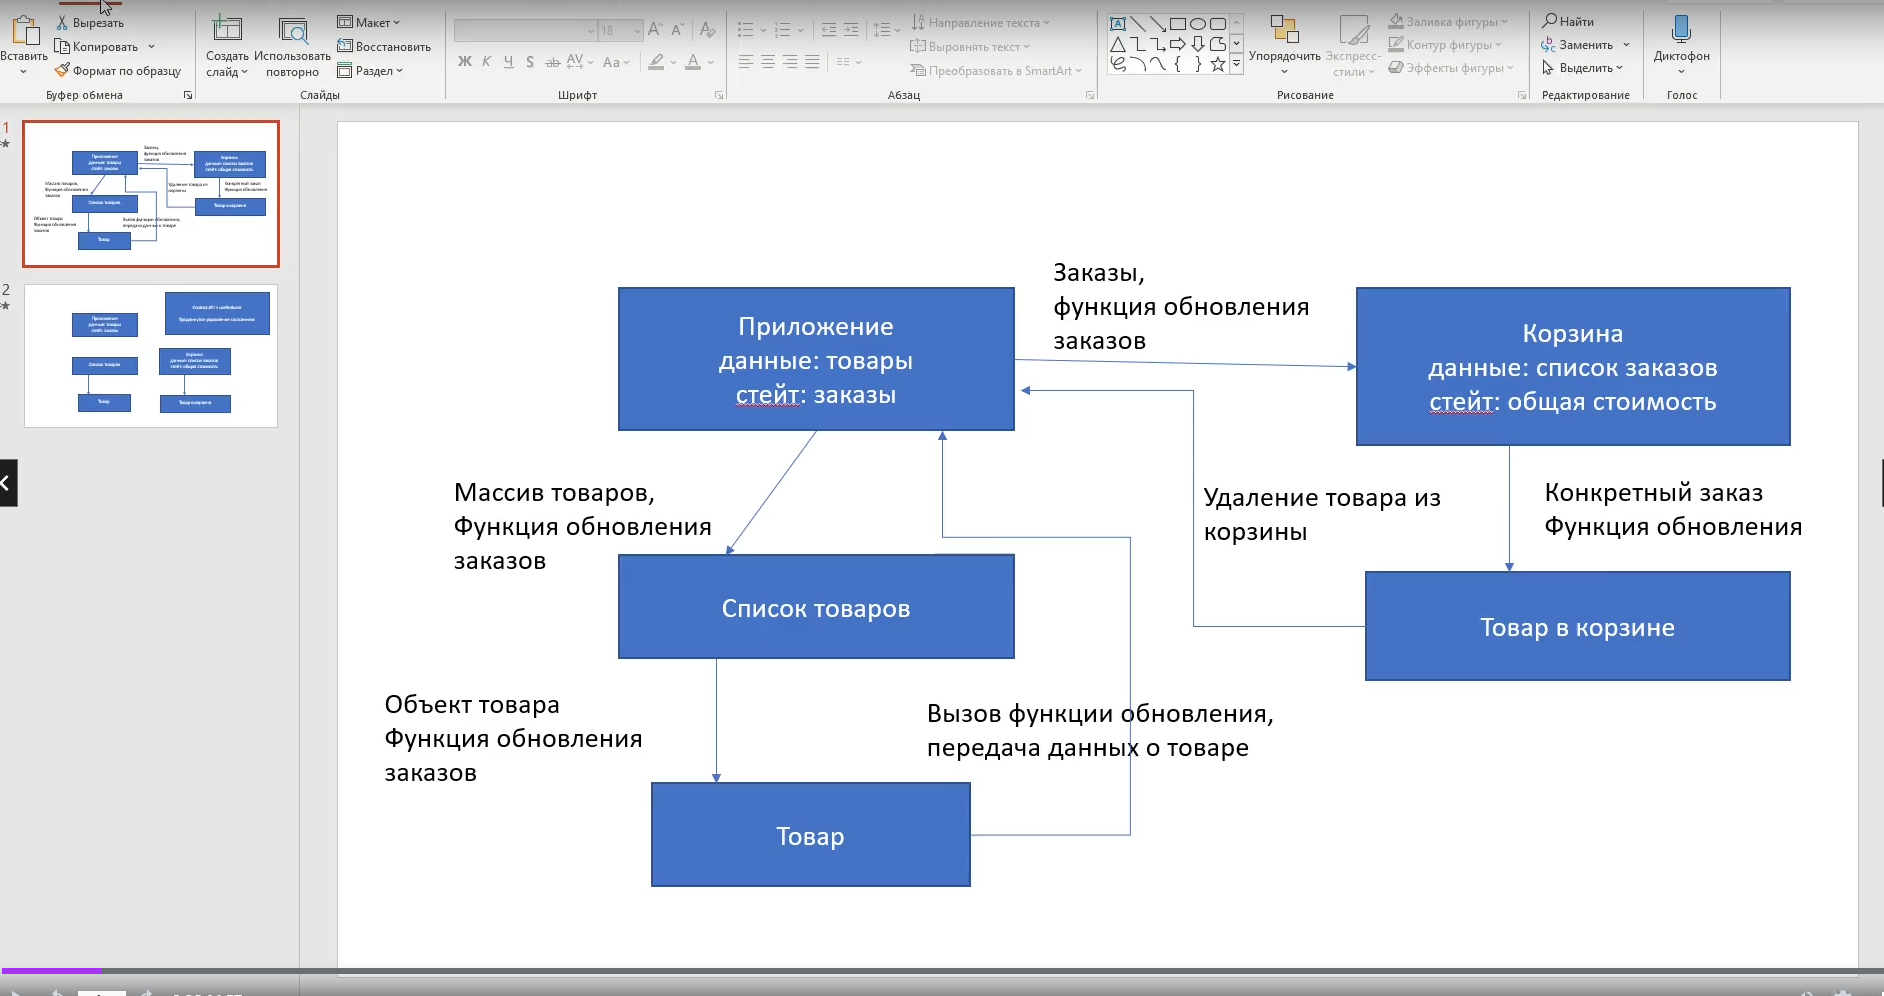 Вырезать
Копировать
Формат по образцу
Вставить
Буфер обмена
Создать
слайд
Использовать
повторно
Макет
Восстановить
Раздел
Слайды
18
Ж К Ч S ab AV Aa A
Шрифт
Направление текста
Выровнять текст
Преобразовать в SmartArt
Абзац
Упорядочить
Экспресс-
стили
Заливка фигуры
Контур фигуры
Эффекты фигуры
Рисование
Найти
Заменить
Выделить
Редактирование
Диктофон
Голос
1
2
Приложение
данные: товары
стейт: заказы
Заказы,
функция обновления
заказов
Корзина
данные: список заказов
стейт: общая стоимость
Массив товаров,
Функция обновления
заказов
Удаление товара из
корзины
Конкретный заказ
Функция обновления
Список товаров
Товар в корзине
Объект товара
Функция обновления
заказов
Вызов функции обновления,
передача данных о товаре
Товар